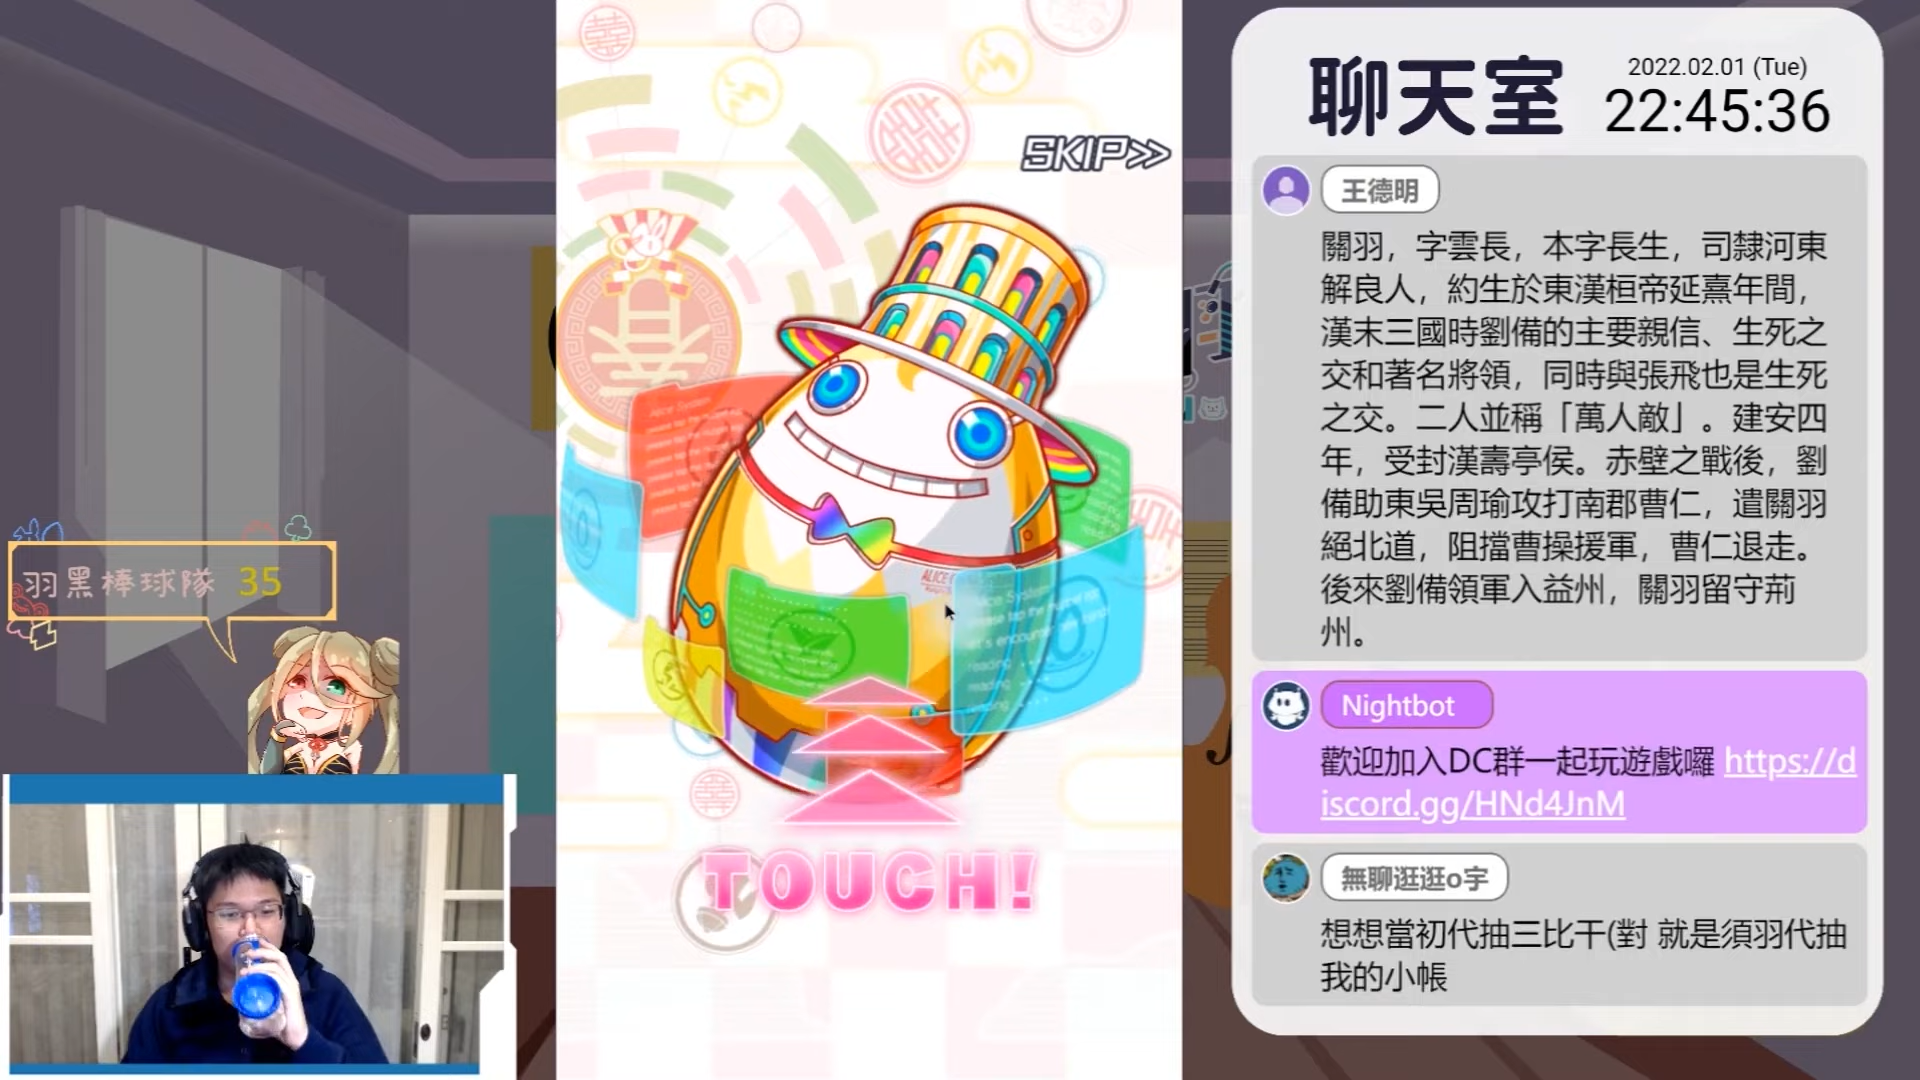 聊天室
2022.02.01 (Tue)
22:45:36
SKIP>>
王德明
關羽，字雲長，本字長生，司隸河東
解良人，約生於東漢桓帝延熹年間，
漢末三國時劉備的主要親信、生死之
交和著名將領，同時與張飛也是生死
之交。二人並稱「萬人敵」。建安四
年，受封漢壽亭侯。赤壁之戰後，劉
備助東吳周瑜攻打南郡曹仁，遣關羽
絕北道，阻擋曹操援軍，曹仁退走。
後來劉備領軍入益州，關羽留守荊
州。
Nightbot
歡迎加入DC群一起玩遊戲囉 https://d
iscord.gg/HNd4JnM
無聊逛逛o宇
想想當初代抽三比干(對 就是須羽代抽
我的小帳
羽黑棒球隊 35
Alice System
ALICE
Alice System
reading
reading
TOUCH!